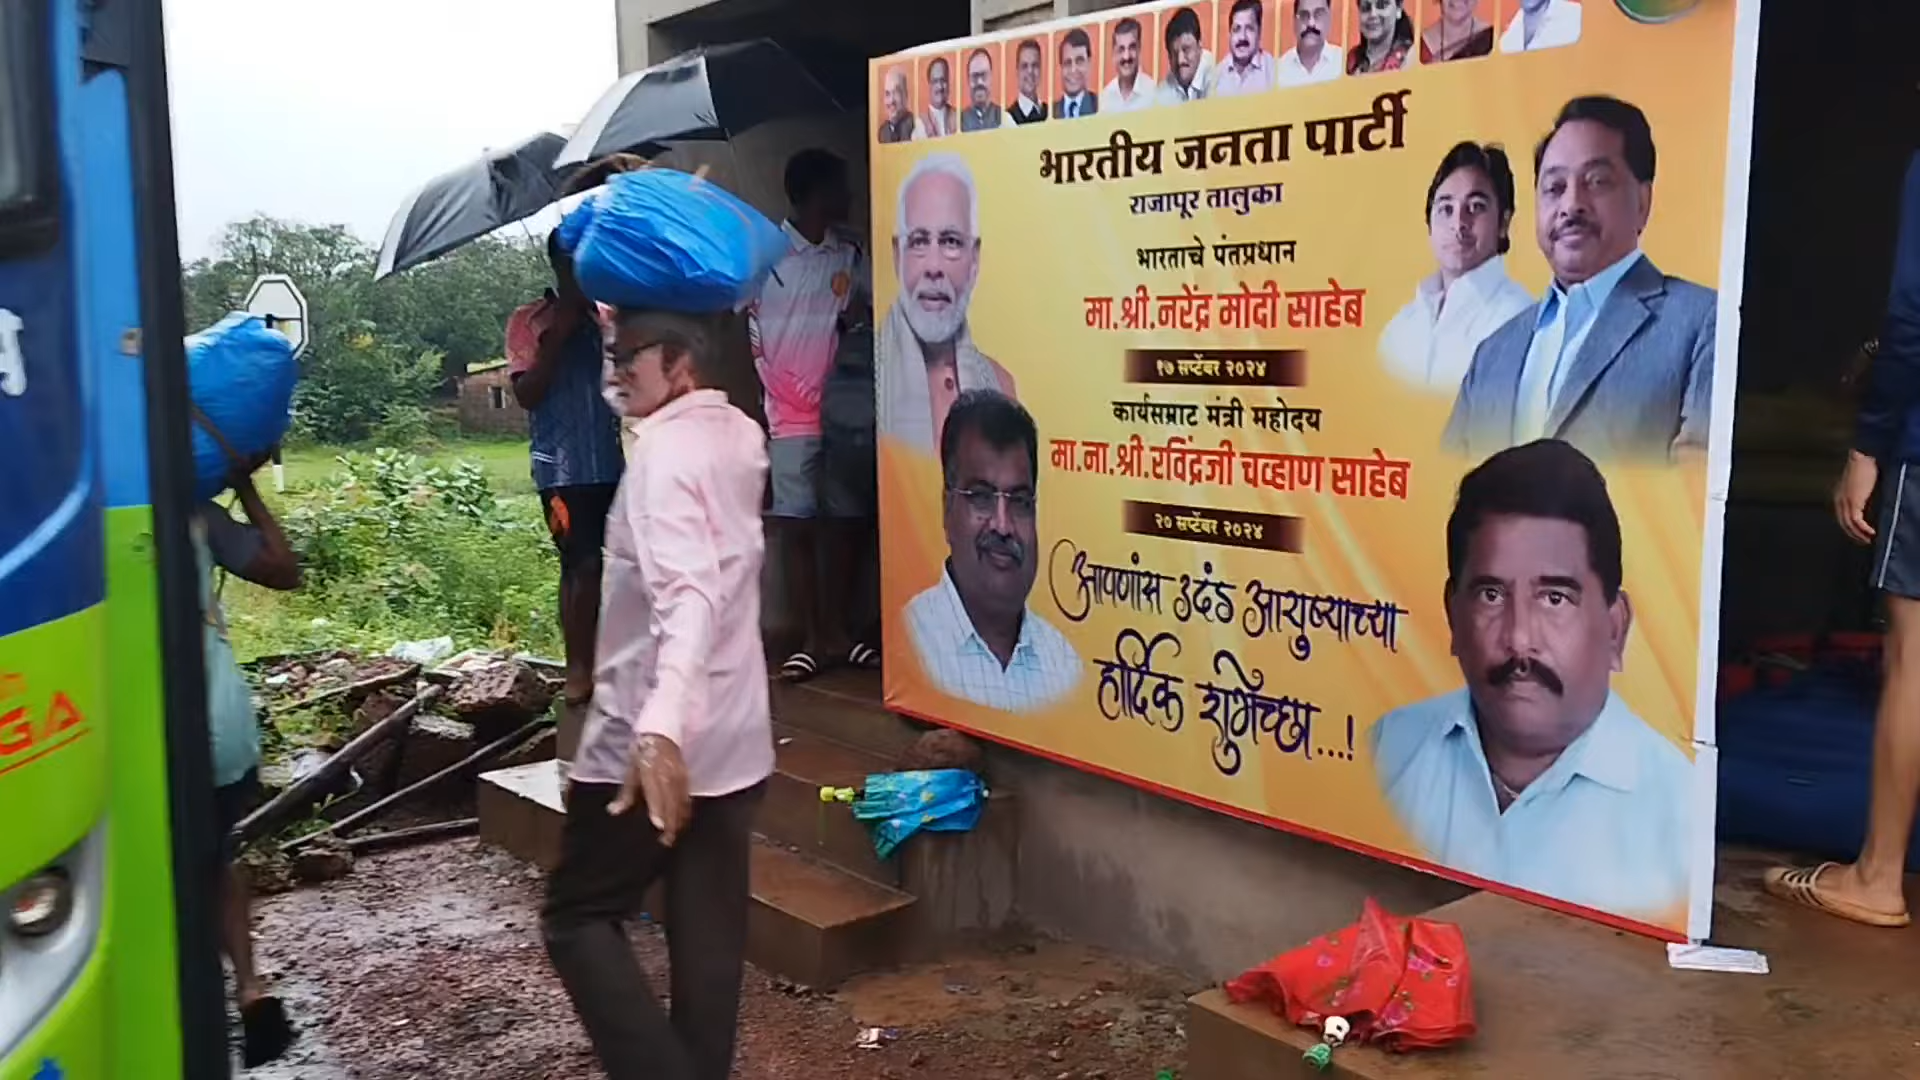 भारतीय जनता पार्टी
राजापूर तालुका
भारताचे पंतप्रधान
मा.श्री.नरेंद्र मोदी साहेब
१७ सप्टेंबर २०२४
कार्यसम्राट मंत्री महोदय
मा.ना.श्री.रविंद्रजी चव्हाण साहेब
२० सप्टेंबर २०२४
आपणांस उदंड आयुष्याच्या
हार्दिक शुभेच्छा...!
GA